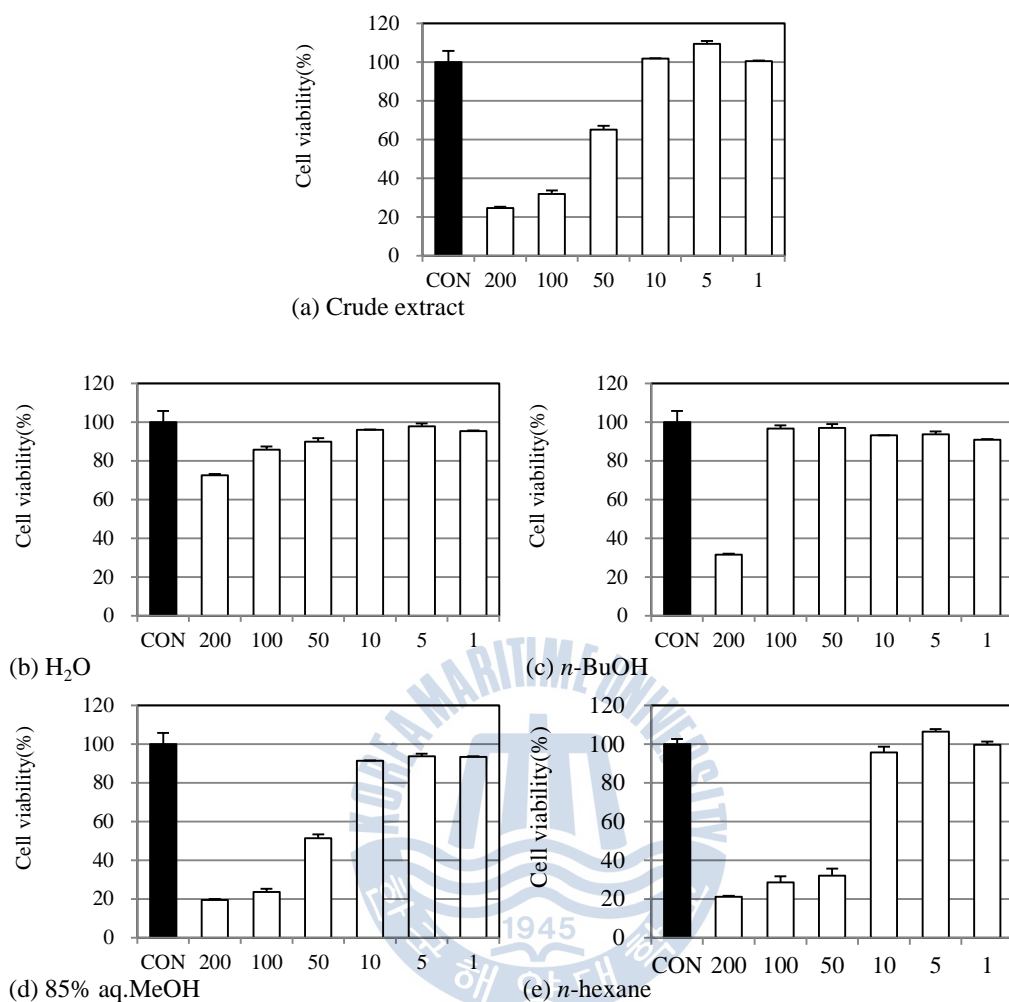 120
100
80
60
40
20
0
Cell viability(%)
CON 200 100 50 10 5 1
(a) Crude extract
120
100
80
60
40
20
0
Cell viability(%)
CON 200 100 50 10 5 1
(b) H₂O
120
100
80
60
40
20
0
Cell viability(%)
CON 200 100 50 10 5 1
(c) n-BuOH
120
100
80
60
40
20
0
Cell viability(%)
CON 200 100 50 10 5 1
(d) 85% aq.MeOH
120
100
80
60
40
20
0
Cell viability(%)
CON 200 100 50 10 5 1
(e) n-hexane
KOREA MARITIME UNIVERSITY
1945